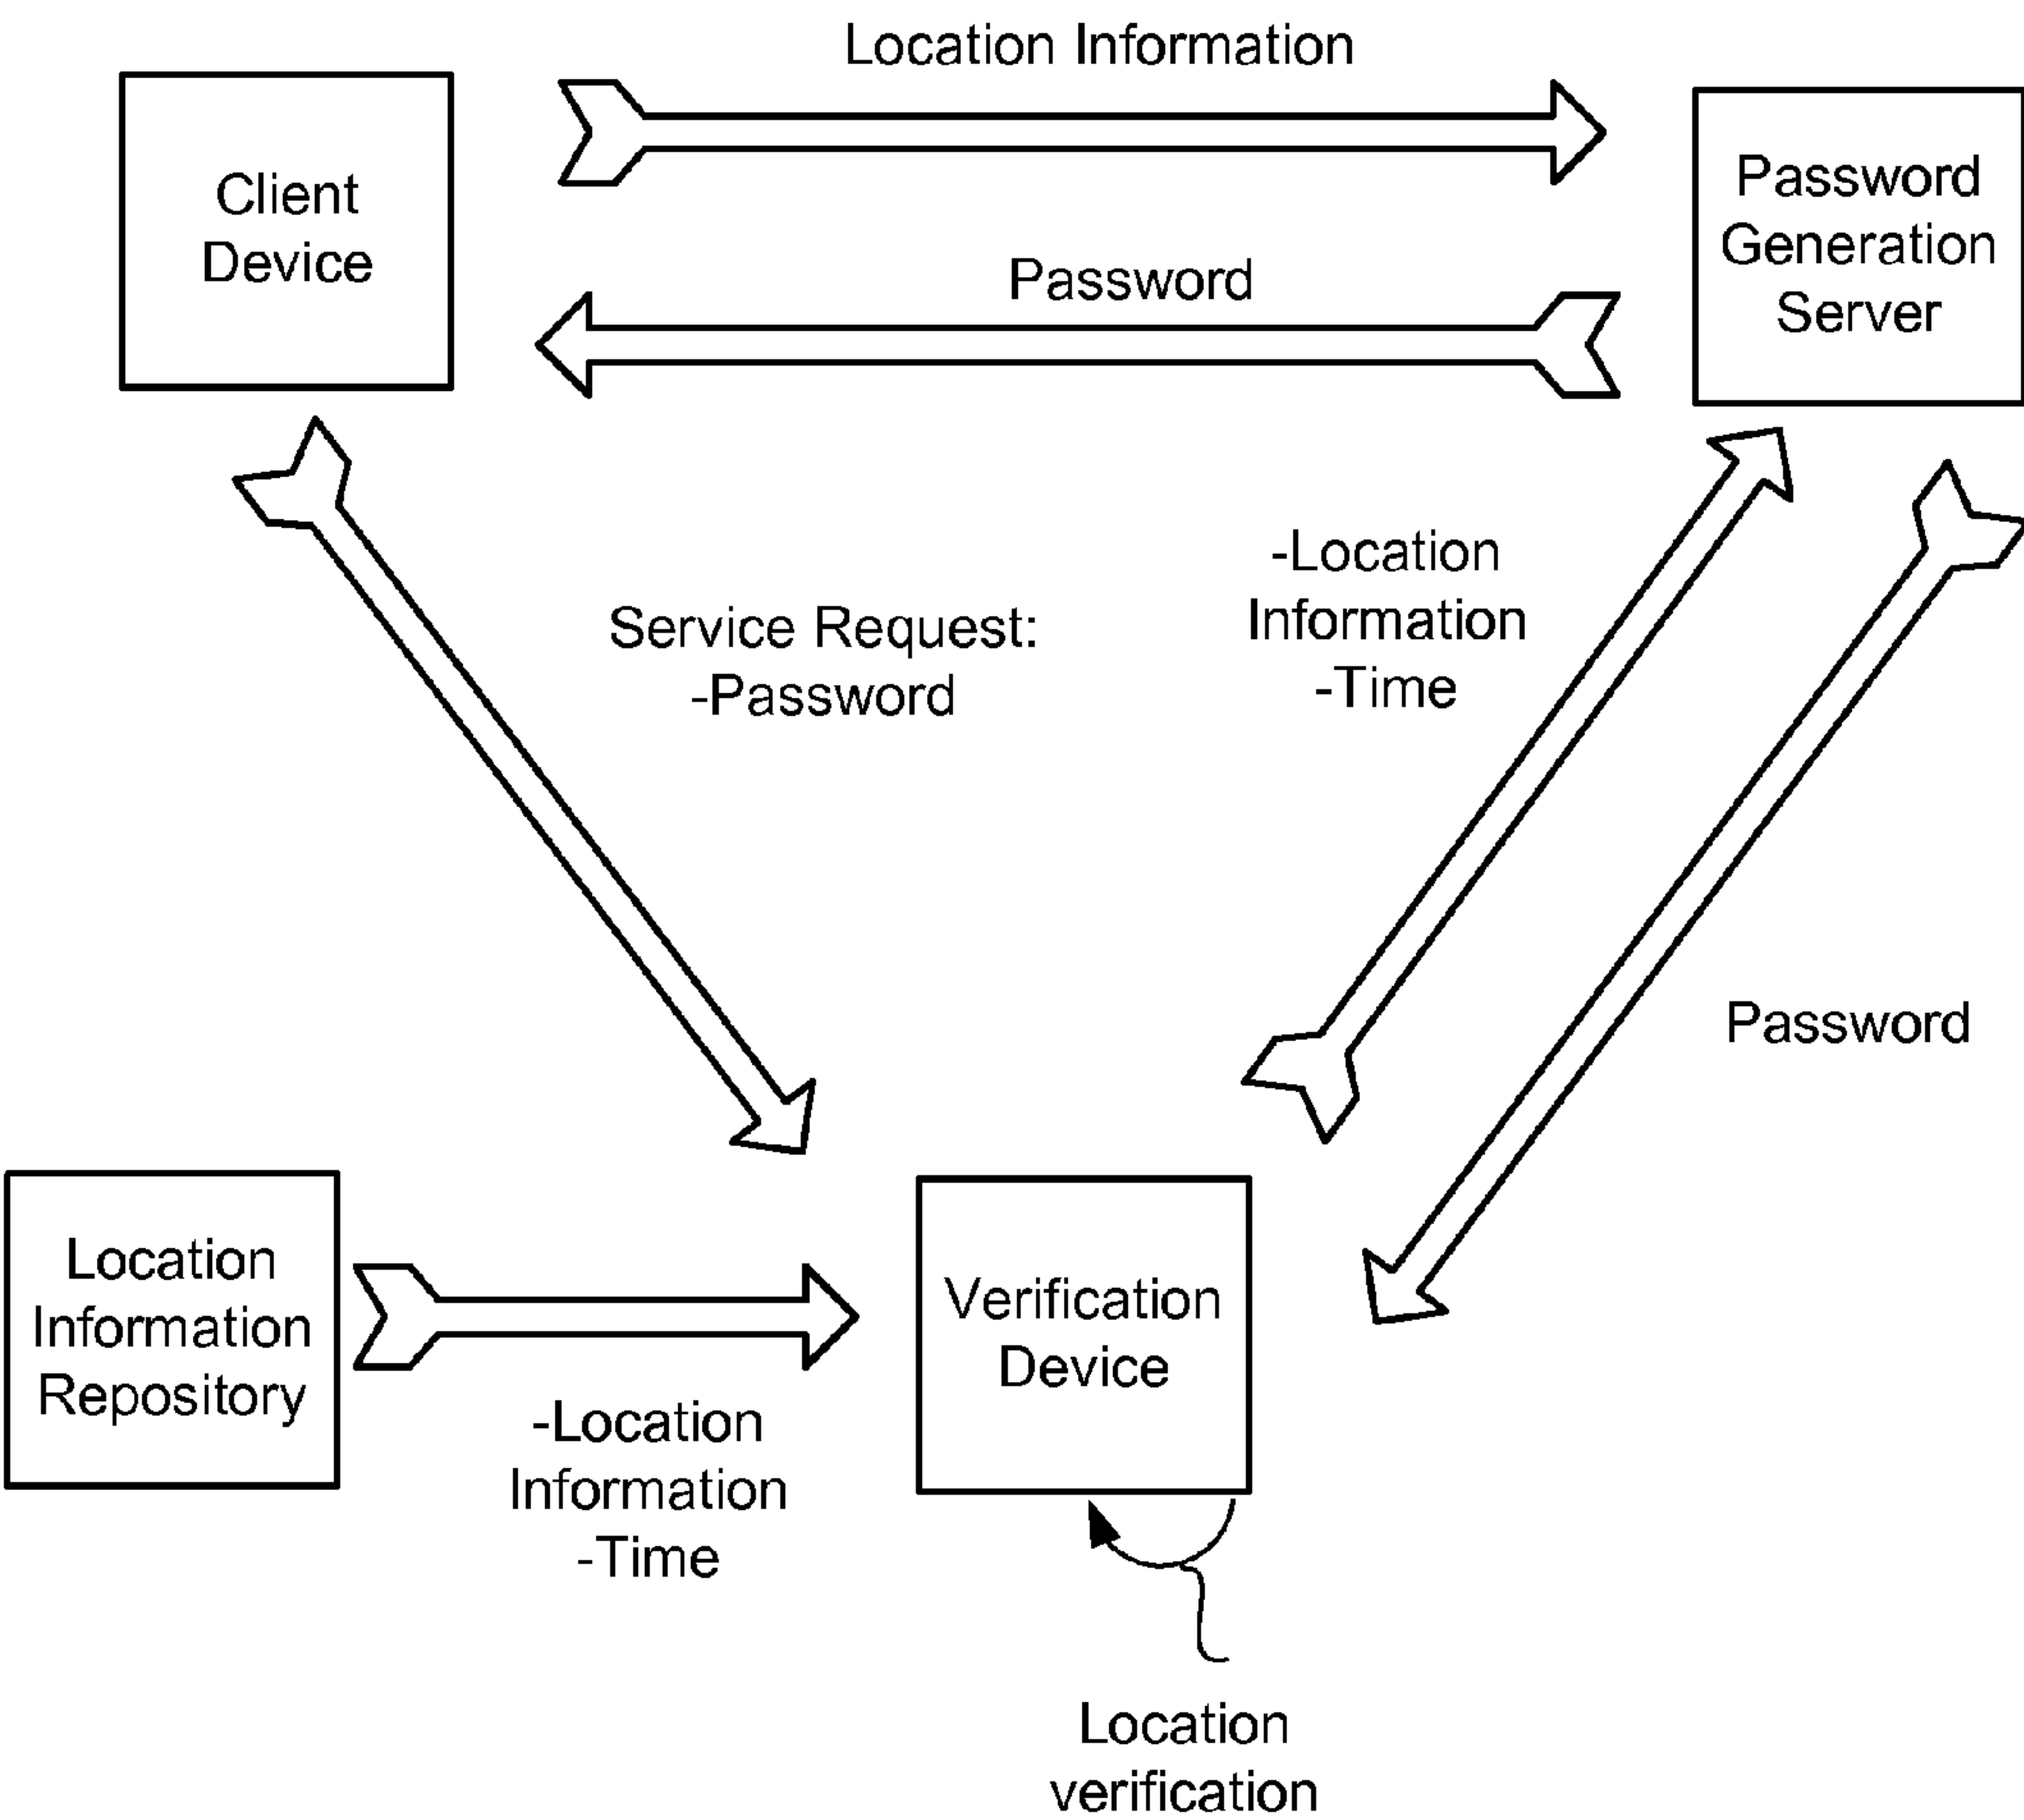 Location Information
Client
Device
Password
Generation
Server
Password
-Location
Information
-Time
Service Request:
-Password
Password
Location
Information
Repository
Verification
Device
-Location
Information
-Time
Location
verification